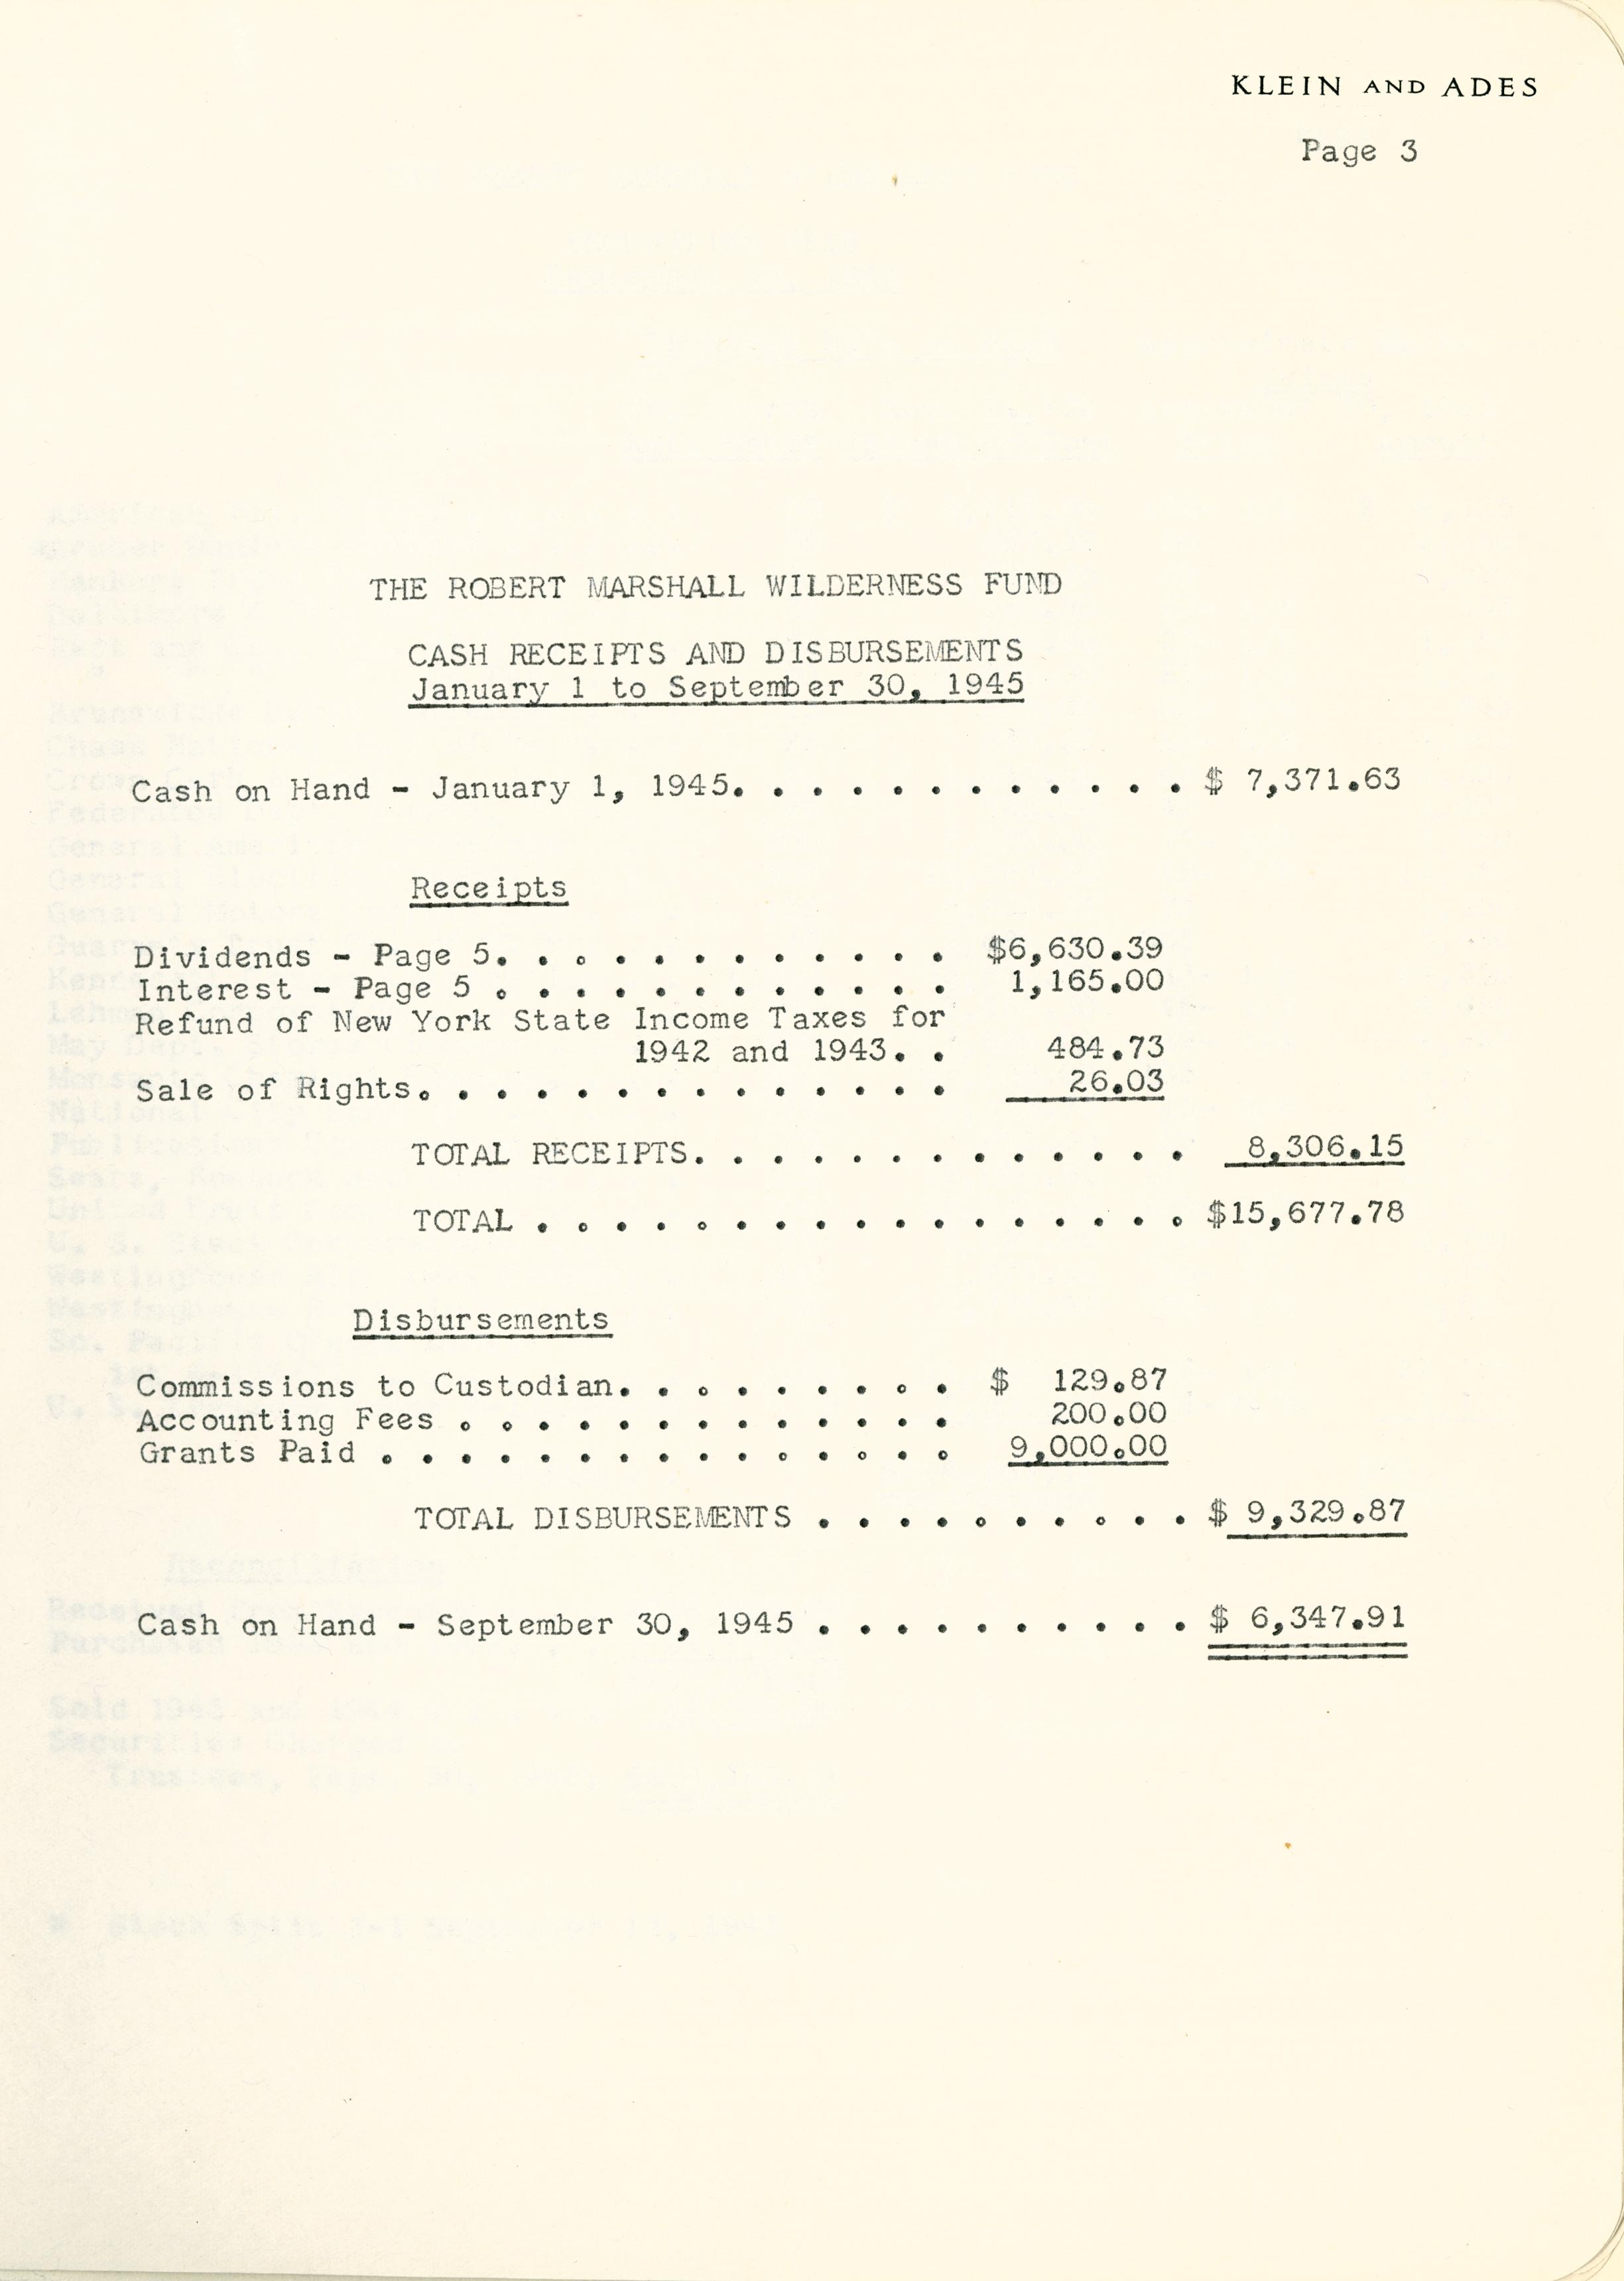 KLEIN AND ADES
Page 3
THE ROBERT MARSHALL WILDERNESS FUND
CASH RECEIPTS AND DISBURSEMENTS
January 1 to September 30, 1945
Cash on Hand - January 1, 1945. . . . . . . . . . . . $ 7,371.63
Receipts
Dividends - Page 5. . . . . . . . . . . . $6,630.39
Interest - Page 5 . . . . . . . . . . . . 1,165.00
Refund of New York State Income Taxes for
1942 and 1943. . 484.73
Sale of Rights. . . . . . . . . . . . . . 26.03
TOTAL RECEIPTS. . . . . . . . . . . . . 8,306.15
TOTAL . . . . . . . . . . . . . . . . . $15,677.78
Disbursements
Commissions to Custodian. . . . . . . . . $ 129.87
Accounting Fees . . . . . . . . . . . . . 200.00
Grants Paid . . . . . . . . . . . . . . . 9,000.00
TOTAL DISBURSEMENTS . . . . . . . . . . $ 9,329.87
Cash on Hand - September 30, 1945 . . . . . . . . . . $ 6,347.91